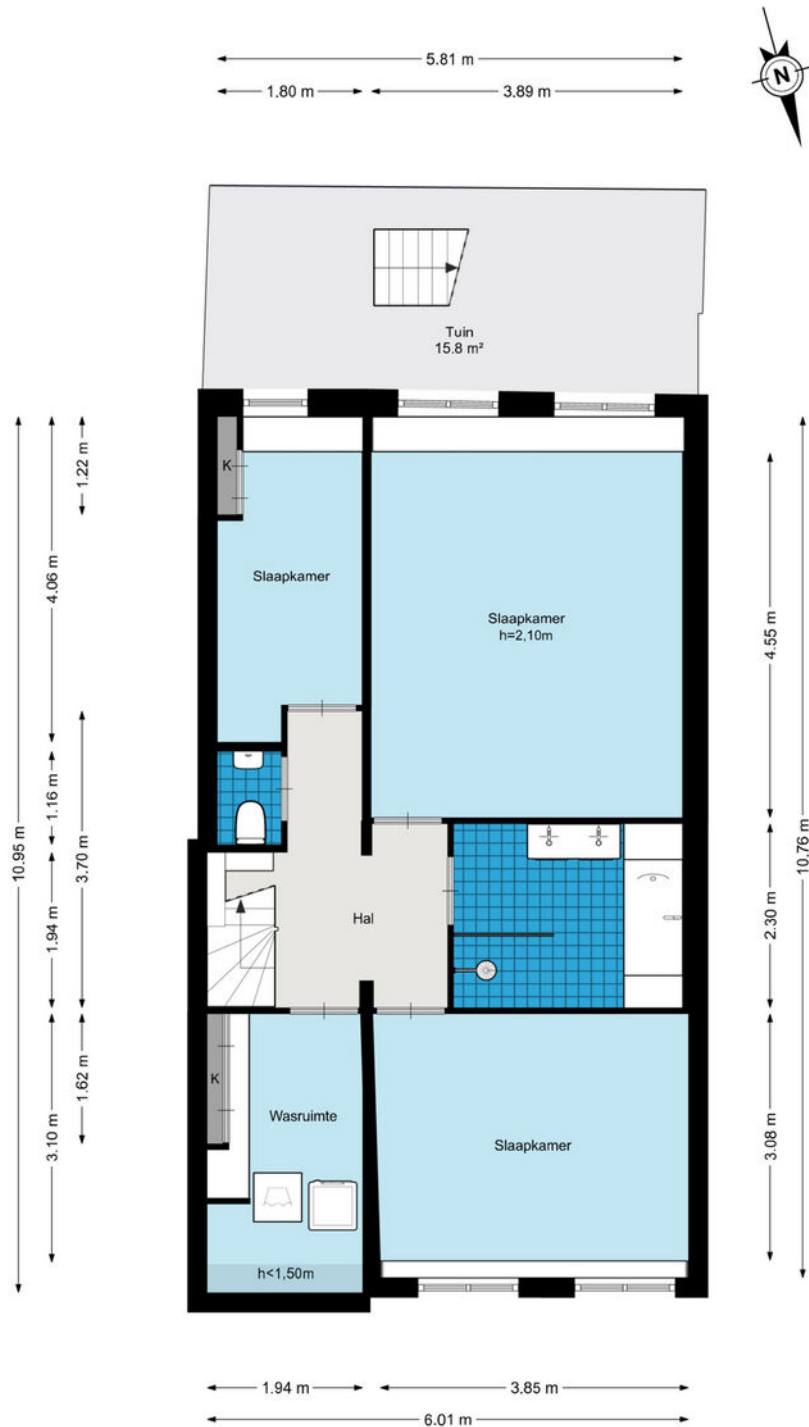 5.81 m
1.80 m
3.89 m
N
Tuin
15.8 m²
K
Slaapkamer
Slaapkamer
h=2,10m
Hal
K
Wasruimte
Slaapkamer
h<1,50m
10.95 m
4.06 m
1.22 m
1.16 m
3.70 m
1.94 m
1.62 m
3.10 m
4.55 m
10.76 m
2.30 m
3.08 m
1.94 m
3.85 m
6.01 m